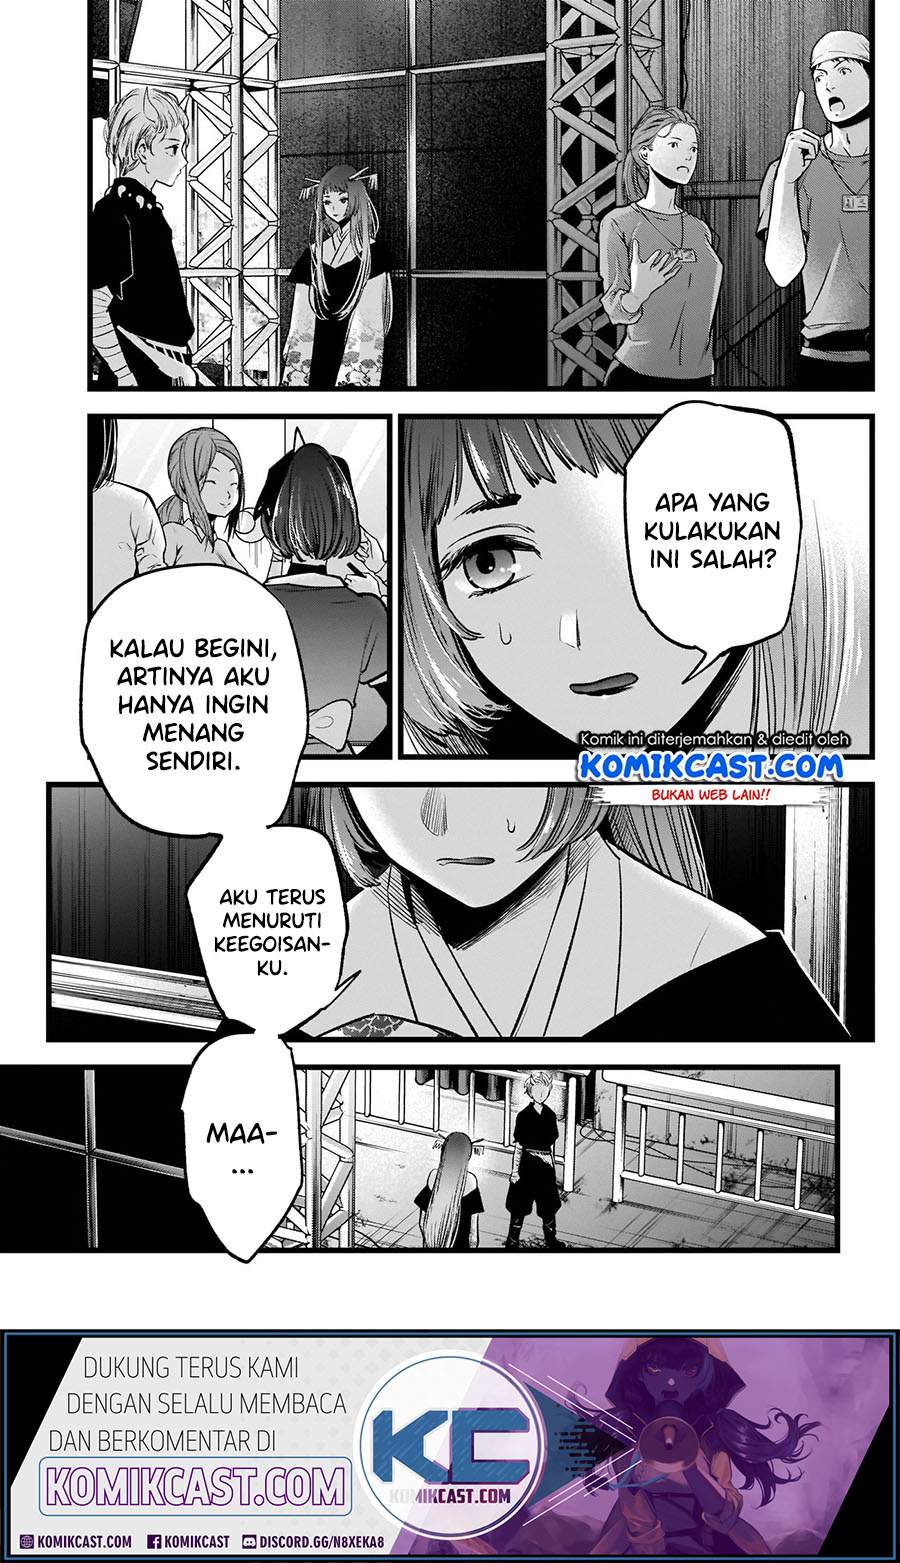 APA YANG
KULAKUKAN
INI SALAH?
KALAU BEGINI,
ARTINYA AKU
HANYA INGIN
MENANG
SENDIRI.
Komik ini diterjemahkan & diedit oleh
KOMIKCAST.COM
BUKAN WEB LAIN!!
AKU TERUS
MENURUTI
KEEGOISAN-
KU.
MAA-
...
DUKUNG TERUS KAMI
DENGAN SELALU MEMBACA
DAN BERKOMENTAR DI
KOMIKCAST.COM
KC
KOMIKCAST.COM
KOMIKCAST.COM
KOMIKCAST.COM
DISCORD.GG/N8XEKA8